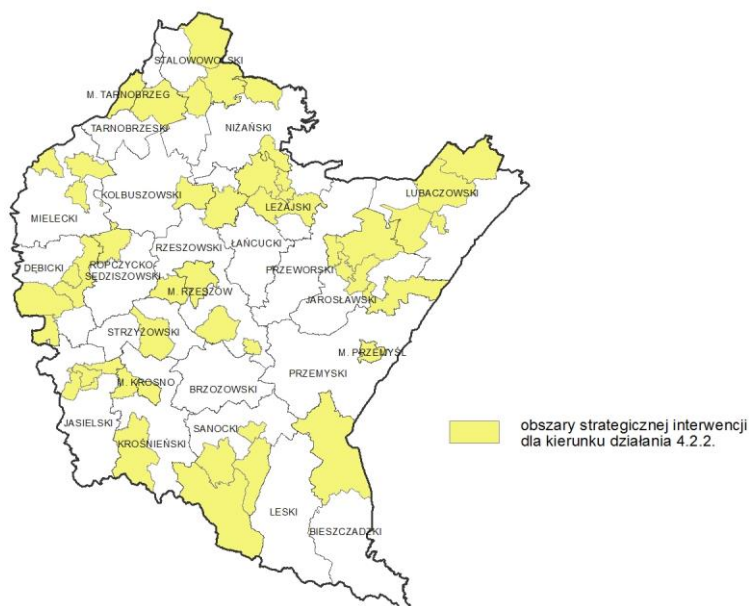 STALOWOWOLSKI
M. TARNOBRZEG
TARNOBRZESKI
NIŻAŃSKI
KOLBUSZOWSKI
LUBACZOWSKI
MIELECKI
LEŻAJSKI
DĘBICKI
ROPCZYCKO-
SĘDZISZOWSKI
RZESZOWSKI
ŁAŃCUCKI
PRZEWORSKI
M. RZESZÓW
JAROSŁAWSKI
STRZYŻOWSKI
M. PRZEMYŚL
PRZEMYSKI
M. KROSNO
BRZOZOWSKI
JASIELSKI
KROŚNIEŃSKI
SANOCKI
LESKI
BIESZCZADZKI
obszary strategicznej interwencji
dla kierunku działania 4.2.2.